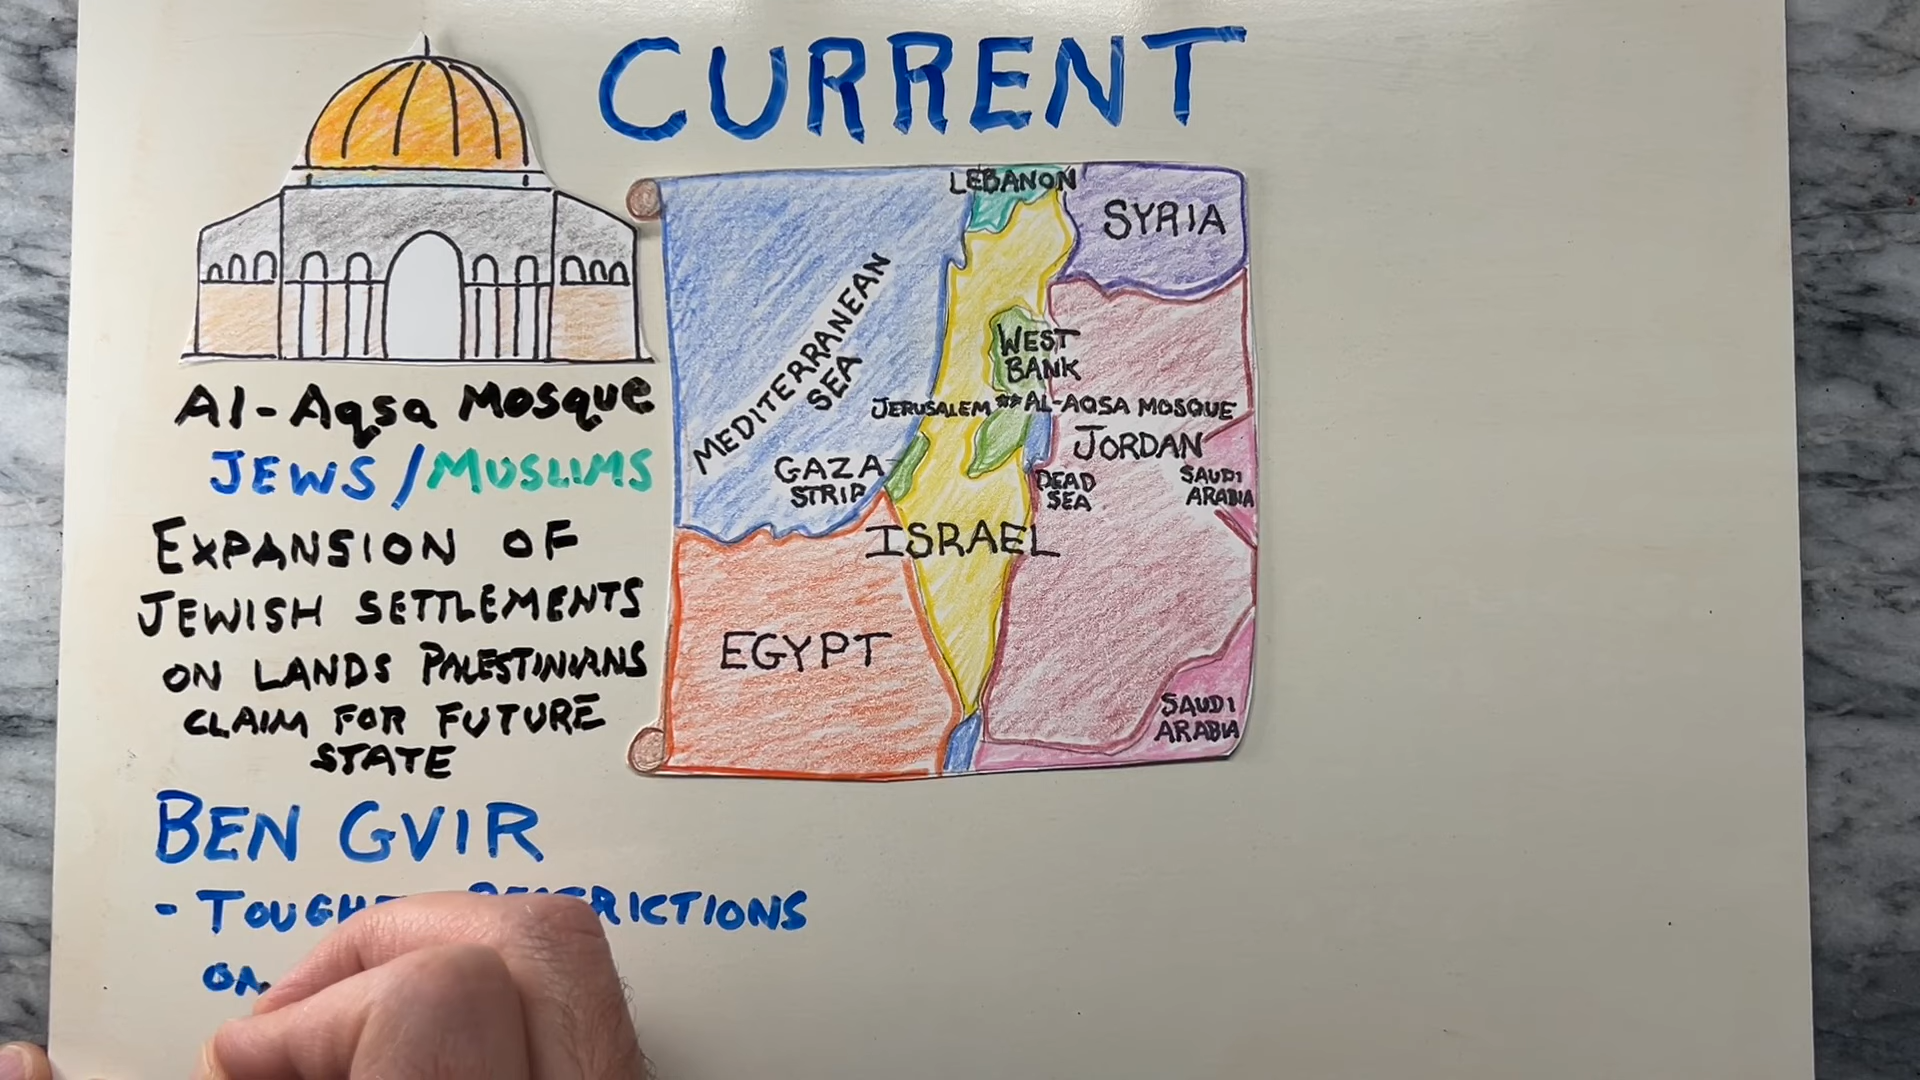 CURRENT
Al-Aqsa Mosque
JEWS/MUSLIMS
EXPANSION OF
JEWISH SETTLEMENTS
ON LANDS PALESTINIANS
CLAIM FOR FUTURE
STATE
BEN GVIR
- RICTIONS
LEBANON
SYRIA
MEDITERRANEAN
SEA
WEST
BANK
JERUSALEM ** AL-AQSA MOSQUE
JORDAN
GAZA
STRIP
DEAD
SEA
SAUDI
ARABIA
ISRAEL
EGYPT
SAUDI
ARABIA